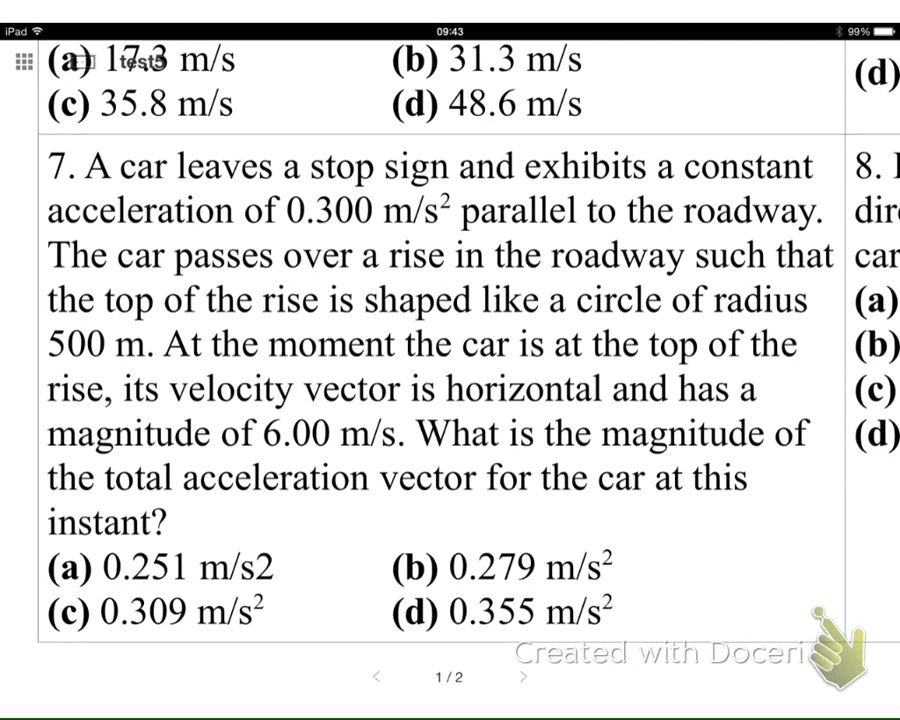 iPad 09:43 99%
(a) 17.3 m/s (b) 31.3 m/s
test5
(c) 35.8 m/s (d) 48.6 m/s
(d)
7. A car leaves a stop sign and exhibits a constant
acceleration of 0.300 m/s² parallel to the roadway.
The car passes over a rise in the roadway such that
the top of the rise is shaped like a circle of radius
500 m. At the moment the car is at the top of the
rise, its velocity vector is horizontal and has a
magnitude of 6.00 m/s. What is the magnitude of
the total acceleration vector for the car at this
instant?
(a) 0.251 m/s2 (b) 0.279 m/s²
(c) 0.309 m/s² (d) 0.355 m/s²
8.
car
(a)
(b)
(c)
(d)
Created with Doceri
< 1 / 2 >